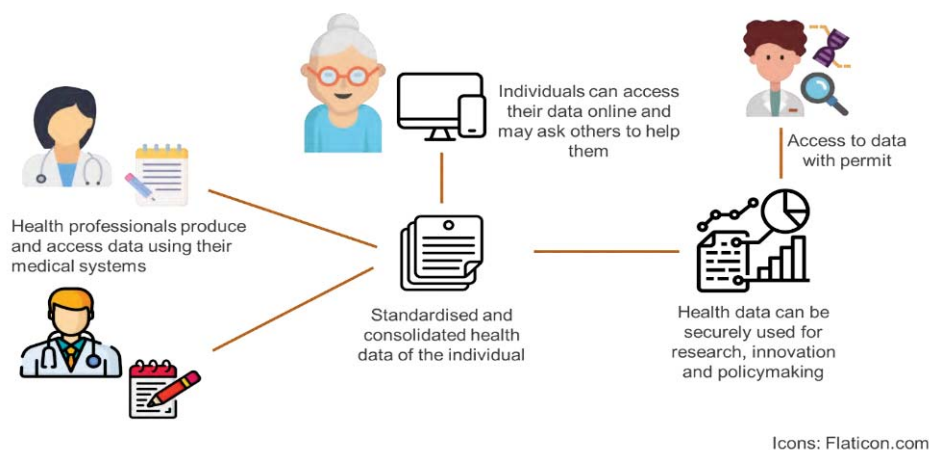 Individuals can access
their data online and
may ask others to help
them
Access to data
with permit
Health professionals produce
and access data using their
medical systems
Standardised and
consolidated health
data of the individual
Health data can be
securely used for
research, innovation
and policymaking
Icons: Flaticon.com